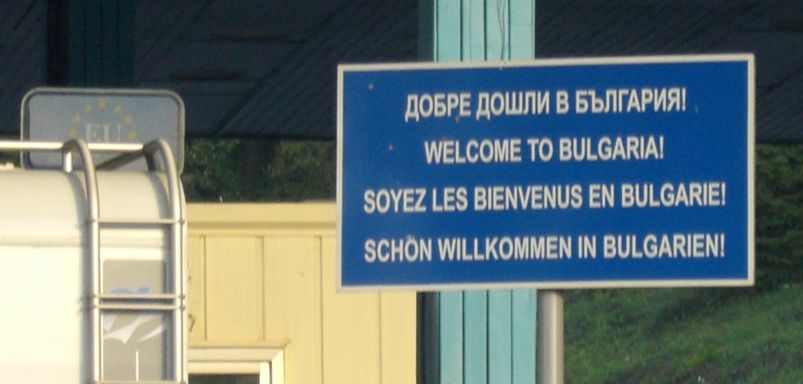 EU
ДОБРЕ ДОШЛИ В БЪЛГАРИЯ!
WELCOME TO BULGARIA!
SOYEZ LES BIENVENUS EN BULGARIE!
SCHÖN WILLKOMMEN IN BULGARIEN!